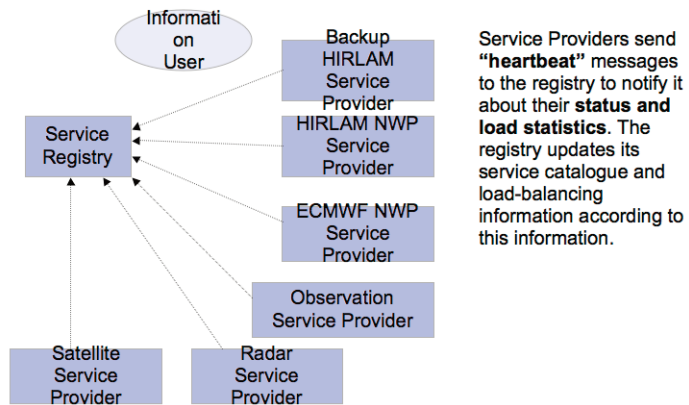 Informati
on
User
Backup
HIRLAM
Service
Provider
Service Providers send
“heartbeat” messages
to the registry to notify it
about their status and
load statistics. The
registry updates its
service catalogue and
load-balancing
information according to
this information.
Service
Registry
HIRLAM NWP
Service
Provider
ECMWF NWP
Service
Provider
Observation
Service Provider
Satellite
Service
Provider
Radar
Service
Provider